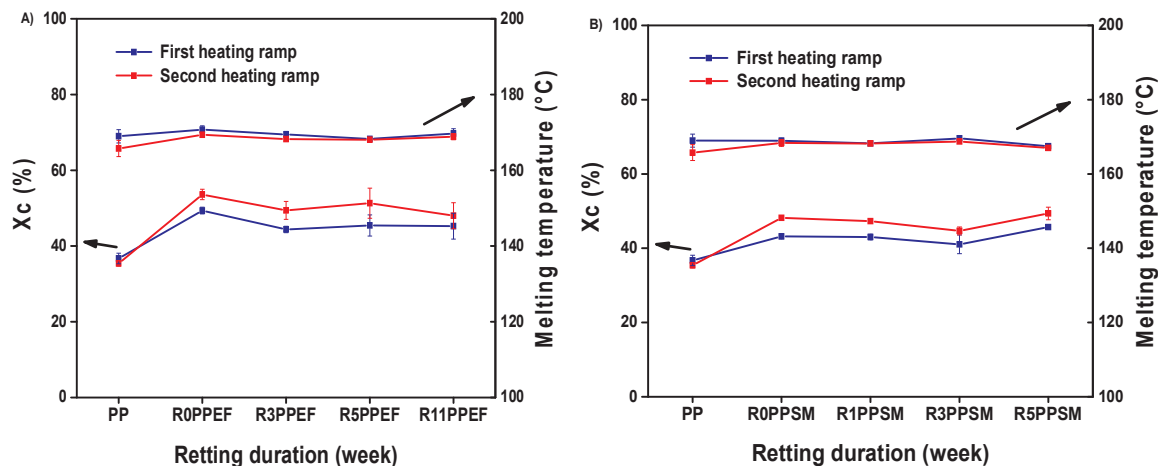 A)
First heating ramp
Second heating ramp
Xc (%)
100
80
60
40
20
0
200
180
160
140
120
100
Melting temperature (°C)
PP R0PPEF R3PPEF R5PPEF R11PPEF
Retting duration (week)
B)
First heating ramp
Second heating ramp
Xc (%)
100
80
60
40
20
0
200
180
160
140
120
100
Melting temperature (°C)
PP R0PPSM R1PPSM R3PPSM R5PPSM
Retting duration (week)